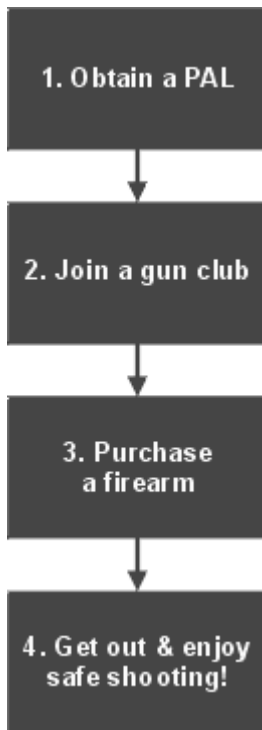 1. Obtain a PAL
2. Join a gun club
3. Purchase
a firearm
4. Get out & enjoy
safe shooting!